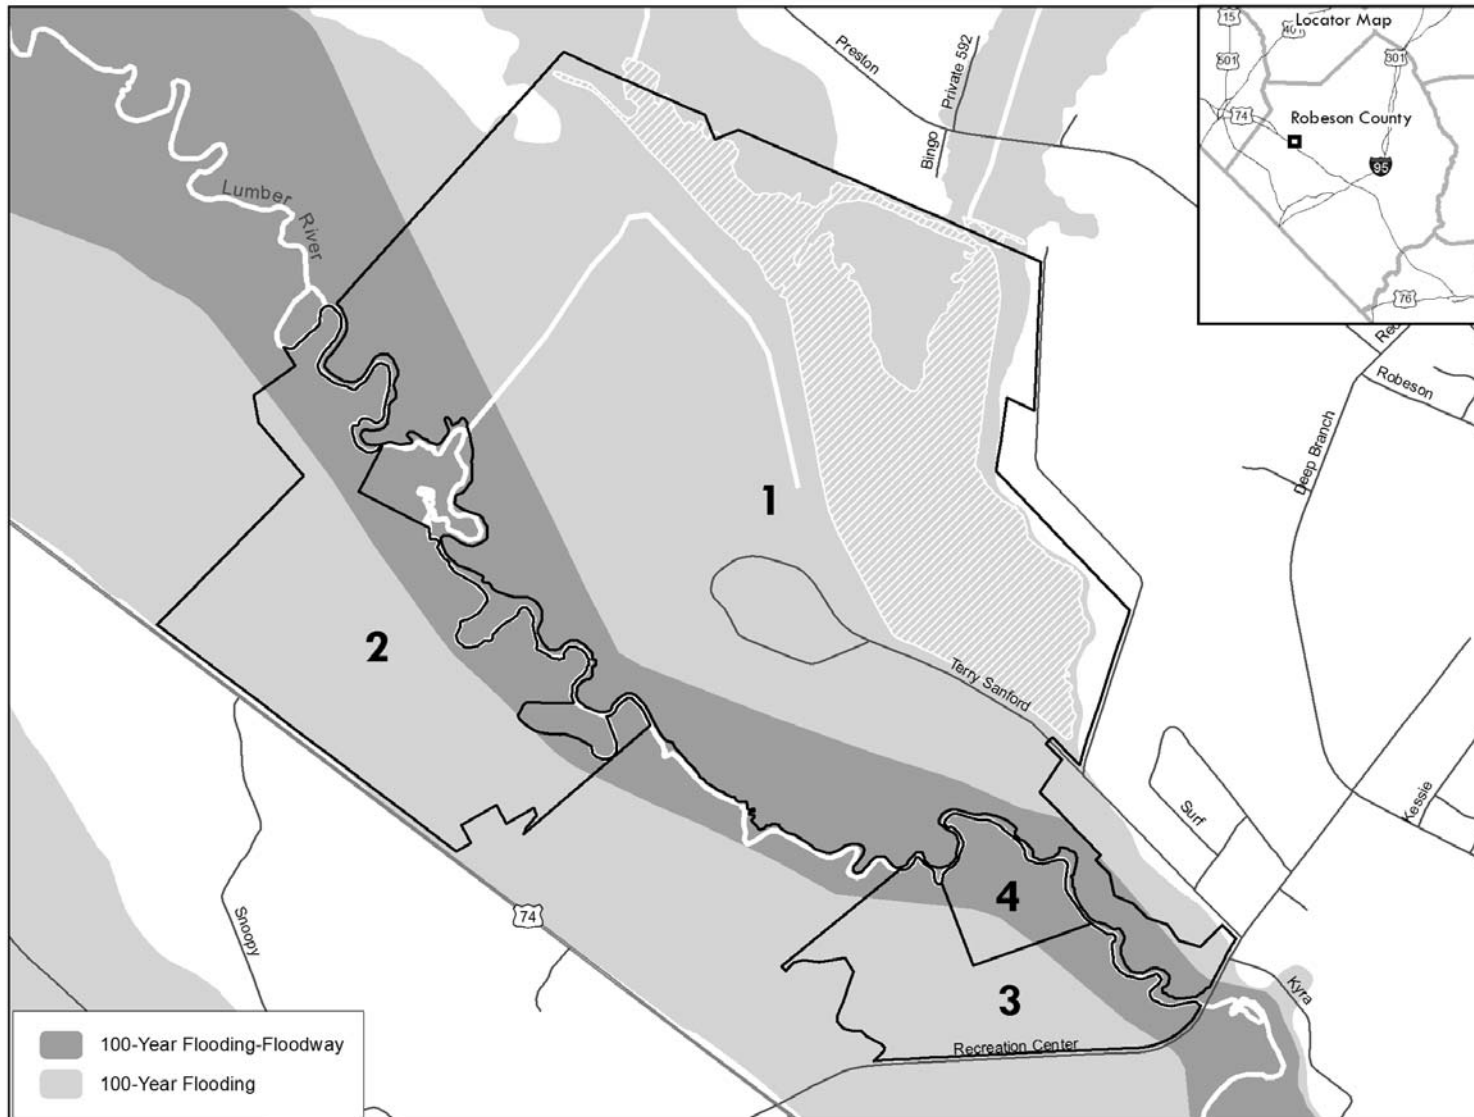 Preston
Private 592
Bingo
15
Locator Map
401
501
301
74
Robeson County
95
76
Lumber
River
Robeson
Deep Branch
1
2
Terry Sanford
Surf
Kessie
4
74
Snoopy
3
Kyra
Recreation Center
100-Year Flooding-Floodway
100-Year Flooding